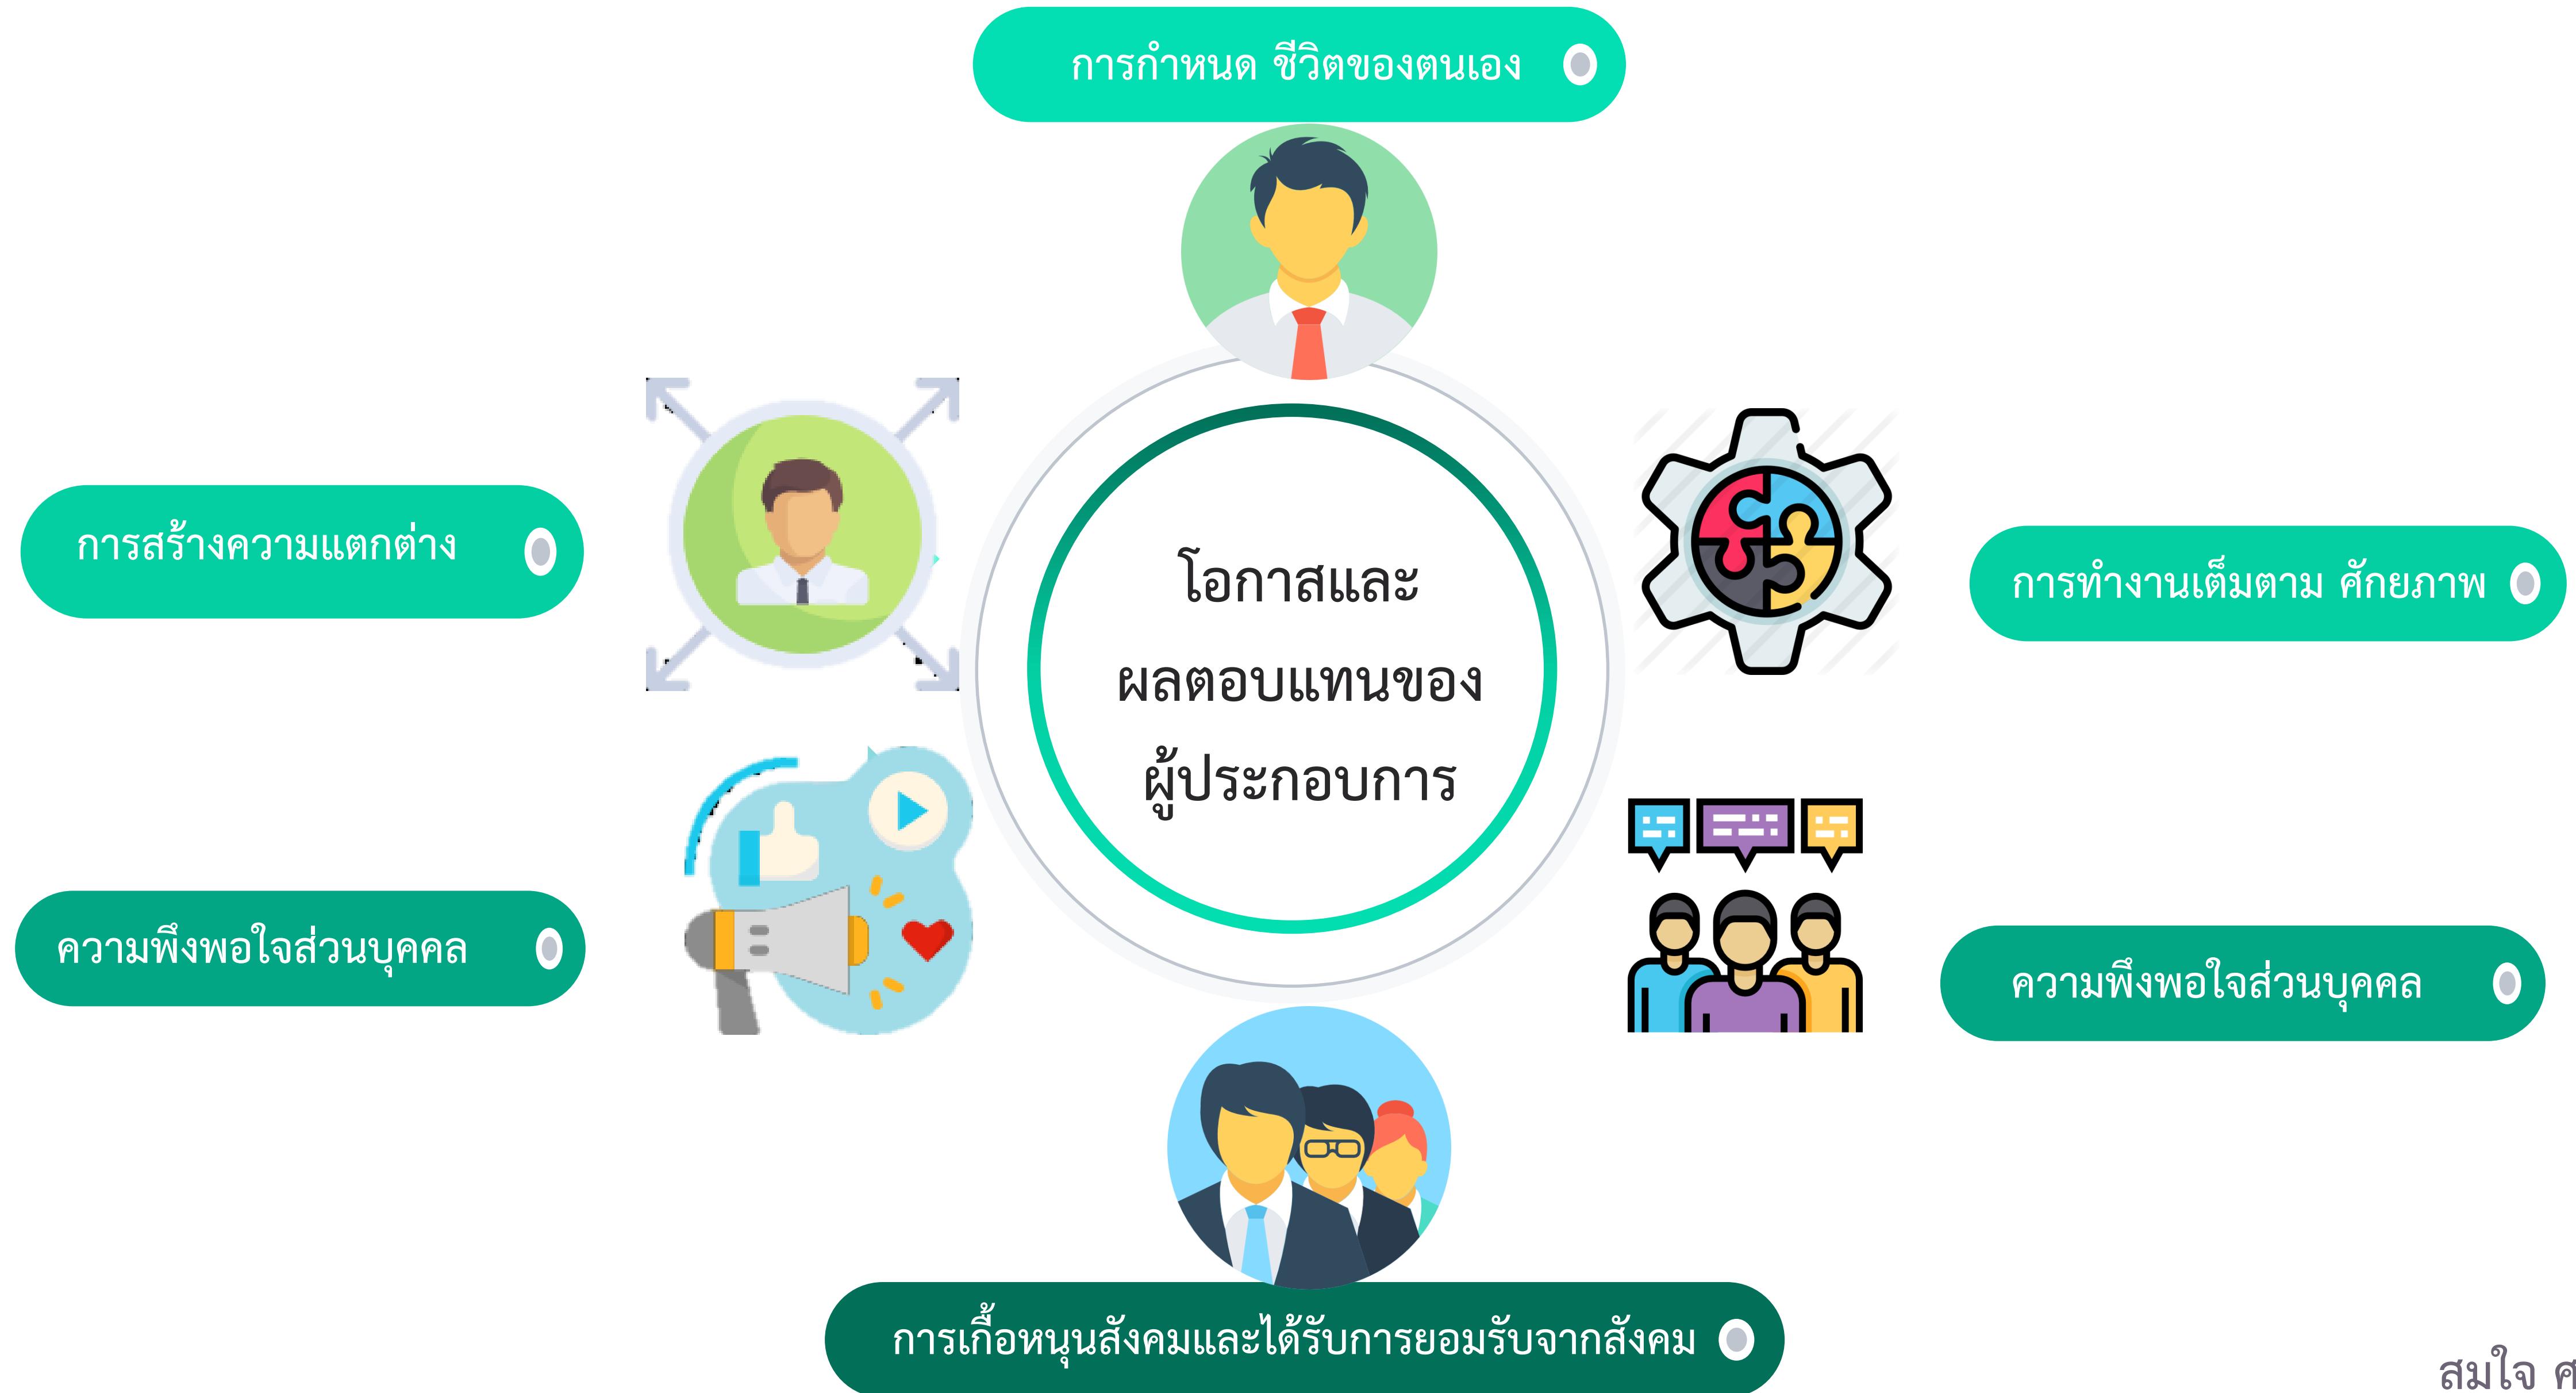 การกำหนด ชีวิตของตนเอง
การสร้างความแตกต่าง
โอกาสและ
ผลตอบแทนของ
ผู้ประกอบการ
การทำงานเต็มตาม ศักยภาพ
ความพึงพอใจส่วนบุคคล
ความพึงพอใจส่วนบุคคล
การเกื้อหนุนสังคมและได้รับการยอมรับจากสังคม
สมใจ